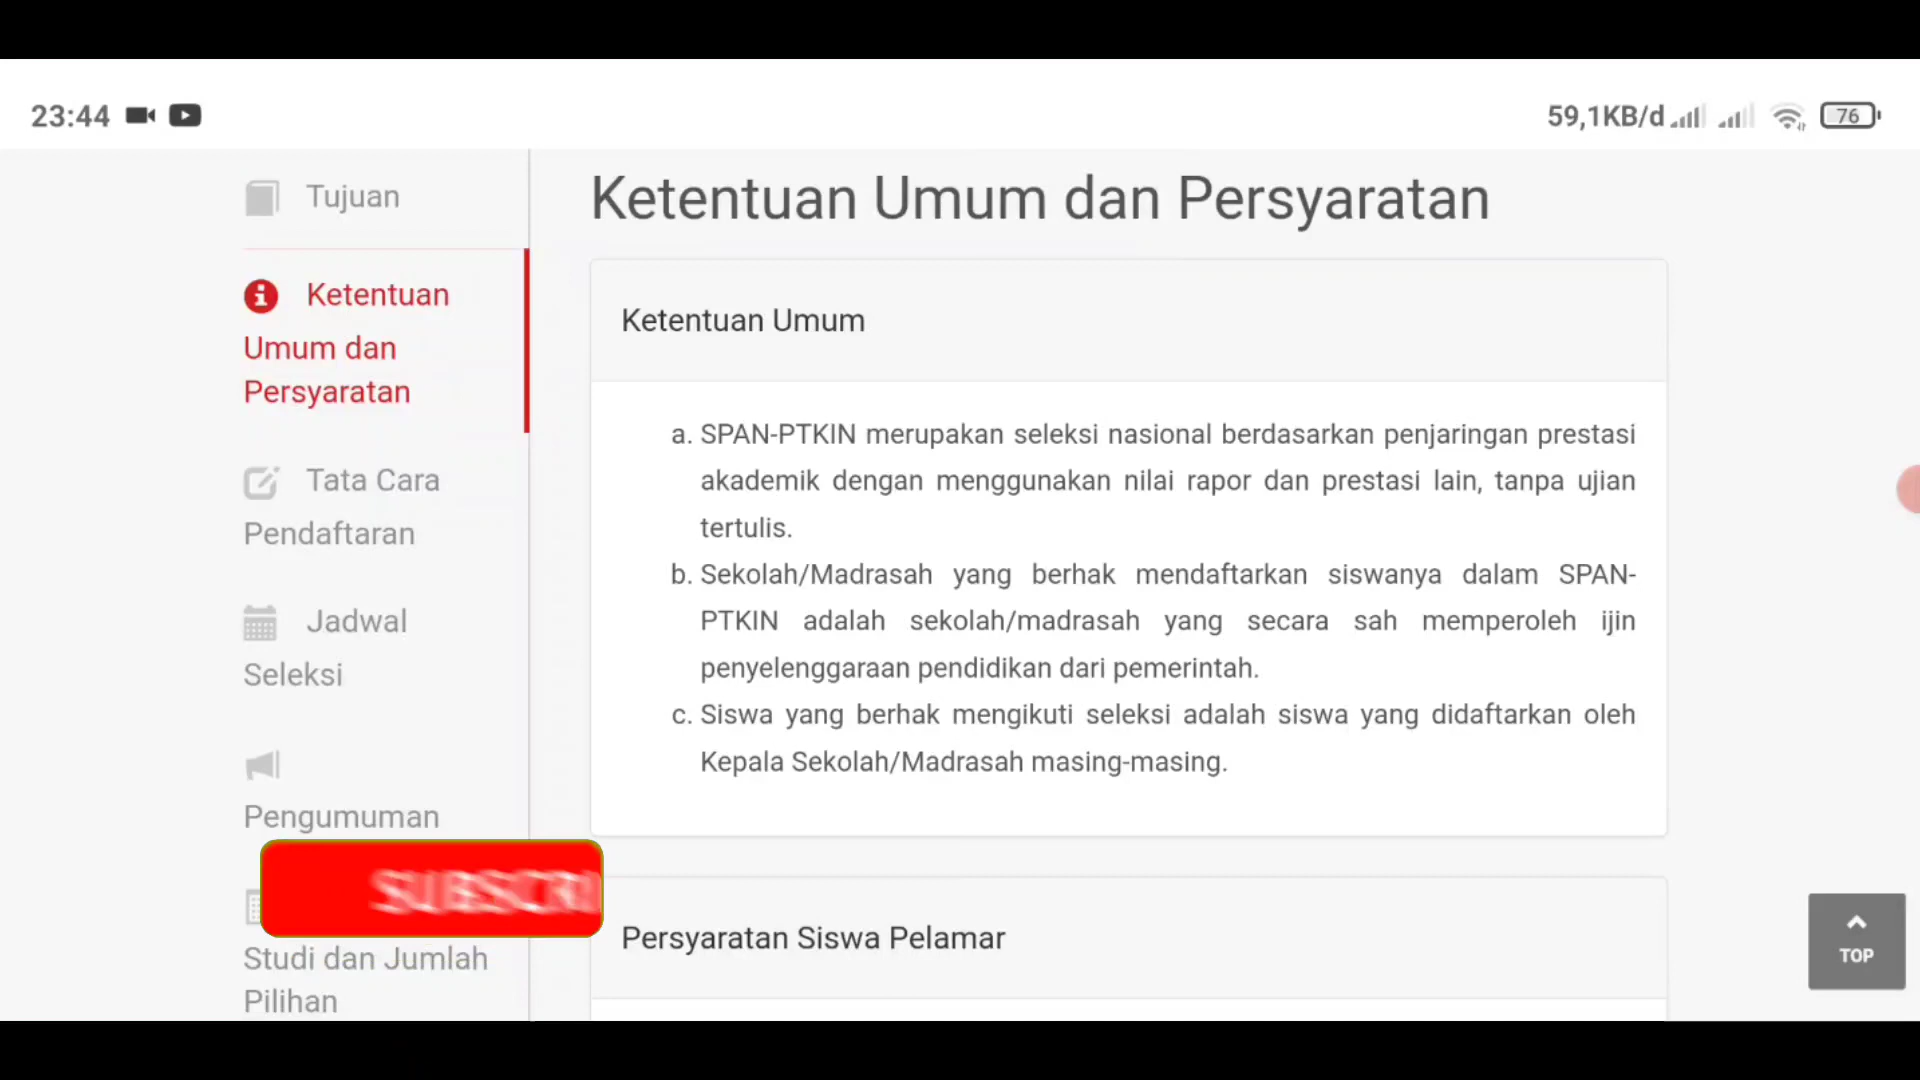 23:44
59,1KB/d
76
Tujuan
Ketentuan
Umum dan
Persyaratan
Tata Cara
Pendaftaran
Jadwal
Seleksi
Pengumuman
Studi dan Jumlah
Pilihan
Ketentuan Umum dan Persyaratan
Ketentuan Umum
a. SPAN-PTKIN merupakan seleksi nasional berdasarkan penjaringan prestasi
akademik dengan menggunakan nilai rapor dan prestasi lain, tanpa ujian
tertulis.
b. Sekolah/Madrasah yang berhak mendaftarkan siswanya dalam SPAN-
PTKIN adalah sekolah/madrasah yang secara sah memperoleh ijin
penyelenggaraan pendidikan dari pemerintah.
c. Siswa yang berhak mengikuti seleksi adalah siswa yang didaftarkan oleh
Kepala Sekolah/Madrasah masing-masing.
Persyaratan Siswa Pelamar
TOP